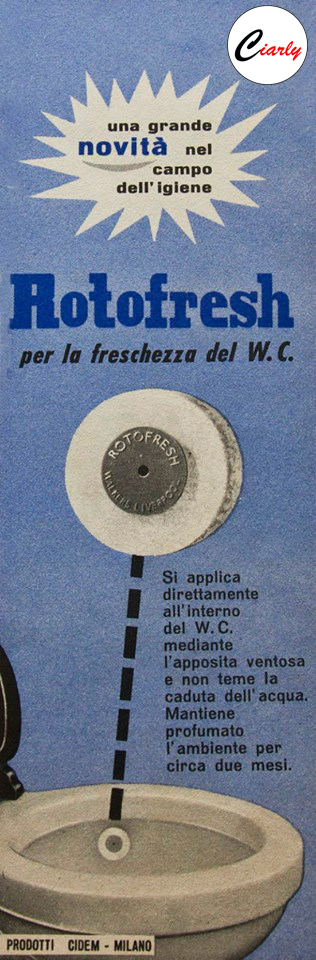 Ciarly
una grande
novità nel
campo
dell'igiene
Rotofresh
per la freschezza del W.C.
ROTOFRESH
LIVERPOOL
Si applica
direttamente
all'interno
del W.C.
mediante
l'apposita ventosa
e non teme la
caduta dell'acqua.
Mantiene
profumato
l'ambiente per
circa due mesi.
PRODOTTI CIDEM - MILANO